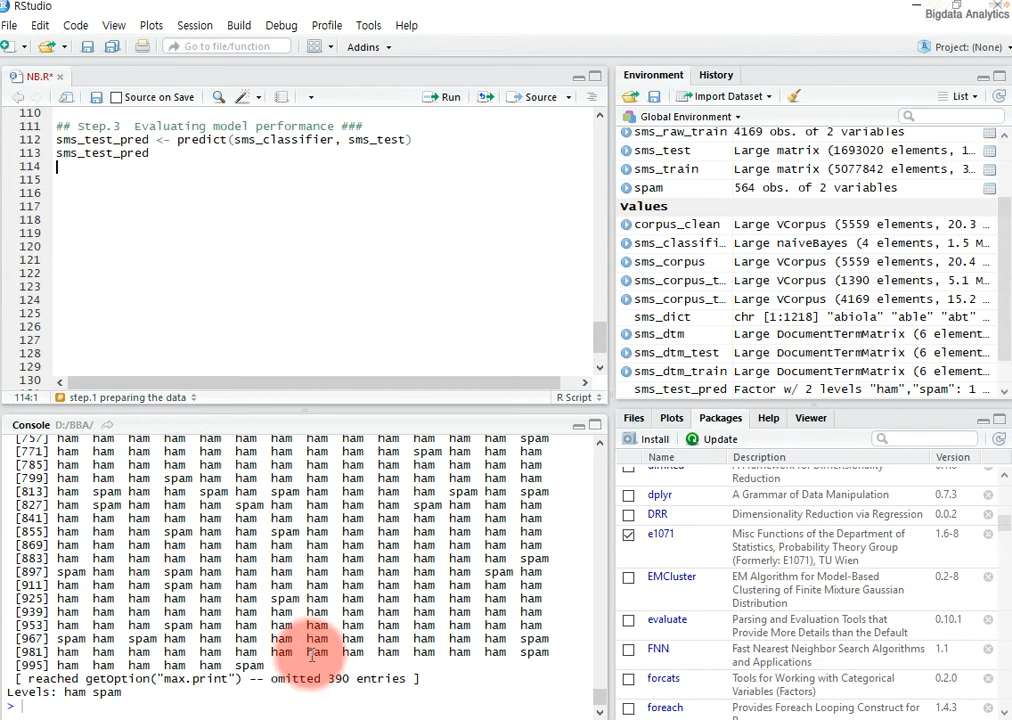 RStudio
Bigdata Analytics
File Edit Code View Plots Session Build Debug Profile Tools Help
Go to file/function Addins Project: (None)
NB.R*
Source on Save Run Source
110
111 ## Step.3 Evaluating model performance ###
112 sms_test_pred <- predict(sms_classifier, sms_test)
113 sms_test_pred
114
115
116
117
118
119
120
121
122
123
124
125
126
127
128
129
130
114:1 step.1 preparing the data R Script
Console D:/BBA/
[757] ham ham ham ham ham ham ham ham ham ham ham ham ham spam
[771] ham ham ham ham ham ham ham ham ham ham spam ham ham ham
[785] ham ham ham ham ham ham ham ham ham ham ham ham ham ham
[799] ham ham ham spam ham ham ham ham ham ham ham ham ham ham
[813] ham spam ham ham spam ham spam ham ham ham ham spam ham spam
[827] ham spam ham ham ham spam ham ham ham ham spam ham ham ham
[841] ham ham ham ham ham ham ham ham ham ham ham ham ham ham
[855] ham ham ham spam ham ham spam ham ham ham ham ham ham ham
[869] ham ham ham ham ham ham ham ham ham ham ham ham ham ham
[883] ham ham ham ham ham ham ham ham ham ham ham ham ham spam
[897] spam ham ham spam ham ham ham ham ham ham ham ham spam ham
[911] ham ham ham spam ham ham ham ham ham ham ham ham ham ham
[925] ham ham ham ham ham ham spam ham ham ham ham ham ham ham
[939] ham ham ham ham ham ham ham ham ham ham ham ham ham ham
[953] ham ham ham spam ham ham ham ham ham ham ham ham ham ham
[967] spam ham spam ham ham ham ham ham ham ham ham ham ham spam
[981] ham ham ham ham ham ham ham ham ham ham ham ham ham spam
[995] ham ham ham ham ham spam
[ reached getOption("max.print") -- omitted 390 entries ]
Levels: ham spam
>
Environment History
Import Dataset List
Global Environment
sms_raw_train 4169 obs. of 2 variables
sms_test Large matrix (1693020 elements, 1...
sms_train Large matrix (5077842 elements, 3...
spam 564 obs. of 2 variables
Values
corpus_clean Large VCorpus (5559 elements, 20.3 ...
sms_classifi... Large naiveBayes (4 elements, 1.5 M...
sms_corpus Large VCorpus (5559 elements, 20.4 ...
sms_corpus_t... Large VCorpus (1390 elements, 5.1 M...
sms_corpus_t... Large VCorpus (4169 elements, 15.2 ...
sms_dict chr [1:1218] "abiola" "able" "abt" ...
sms_dtm Large DocumentTermMatrix (6 element...
sms_dtm_test Large DocumentTermMatrix (6 element...
sms_dtm_train Large DocumentTermMatrix (6 element...
sms_test_pred Factor w/ 2 levels "ham","spam": 1 ...
Files Plots Packages Help Viewer
Install Update
Name Description Version
Reduction
dplyr A Grammar of Data Manipulation 0.7.3
DRR Dimensionality Reduction via Regression 0.0.2
e1071 Misc Functions of the Department of 1.6-8
Statistics, Probability Theory Group
(Formerly: E1071), TU Wien
EMCluster EM Algorithm for Model-Based 0.2-8
Clustering of Finite Mixture Gaussian
Distribution
evaluate Parsing and Evaluation Tools that 0.10.1
Provide More Details than the Default
FNN Fast Nearest Neighbor Search Algorithms 1.1
and Applications
forcats Tools for Working with Categorical 0.2.0
Variables (Factors)
foreach Provides Foreach Looping Construct for 1.4.3